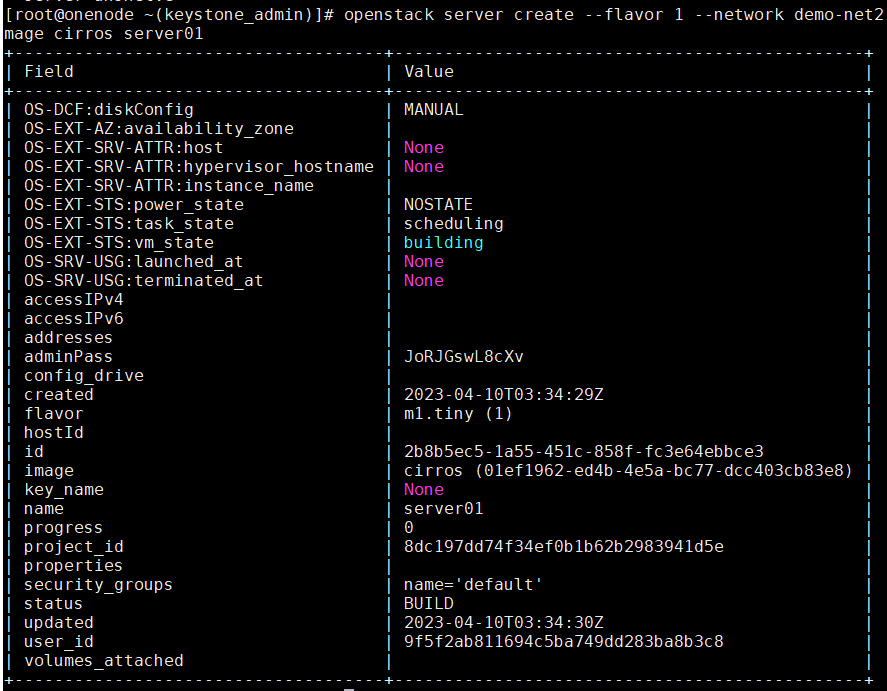 [root@onenode ~(keystone_admin)]# openstack server create --flavor 1 --network demo-net2
mage cirros server01
+--------------------------------------+-----------------------------------------------+
| Field                                | Value                                         |
+--------------------------------------+-----------------------------------------------+
| OS-DCF:diskConfig                    | MANUAL                                        |
| OS-EXT-AZ:availability_zone          |                                               |
| OS-EXT-SRV-ATTR:host                 | None                                          |
| OS-EXT-SRV-ATTR:hypervisor_hostname | None                                          |
| OS-EXT-SRV-ATTR:instance_name        |                                               |
| OS-EXT-STS:power_state               | NOSTATE                                       |
| OS-EXT-STS:task_state                | scheduling                                    |
| OS-EXT-STS:vm_state                  | building                                      |
| OS-SRV-USG:launched_at               | None                                          |
| OS-SRV-USG:terminated_at             | None                                          |
| accessIPv4                           |                                               |
| accessIPv6                           |                                               |
| addresses                            |                                               |
| adminPass                            | JoRJGswL8cXv                                  |
| config_drive                         |                                               |
| created                              | 2023-04-10T03:34:29Z                          |
| flavor                               | m1.tiny (1)                                   |
| hostId                               |                                               |
| id                                   | 2b8b5ec5-1a55-451c-858f-fc3e64ebbce3          |
| image                                | cirros (01ef1962-ed4b-4e5a-bc77-dcc403cb83e8) |
| key_name                             | None                                          |
| name                                 | server01                                      |
| progress                             | 0                                             |
| project_id                           | 8dc197dd74f34ef0b1b62b2983941d5e              |
| properties                           |                                               |
| security_groups                      | name='default'                                |
| status                               | BUILD                                         |
| updated                              | 2023-04-10T03:34:30Z                          |
| user_id                              | 9f5f2ab811694c5ba749dd283ba8b3c8              |
| volumes_attached                     |                                               |
+--------------------------------------+-----------------------------------------------+